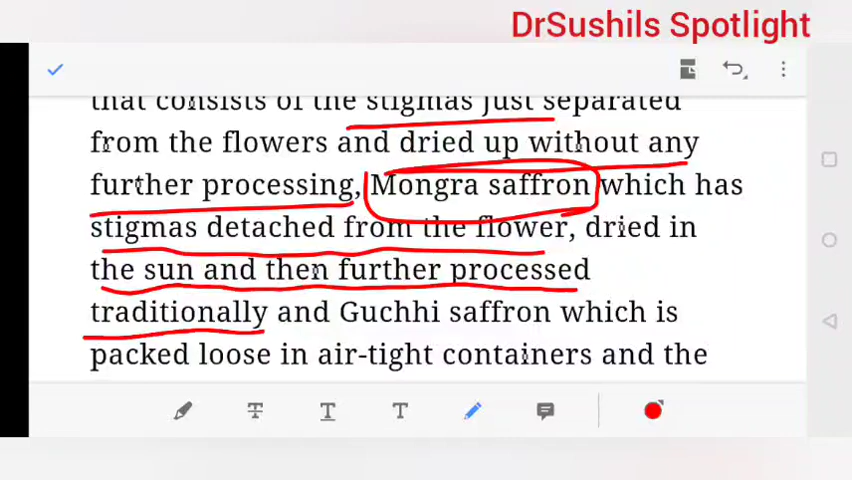 DrSushils Spotlight
that consists of the stigmas just separated
from the flowers and dried up without any
further processing, Mongra saffron which has
stigmas detached from the flower, dried in
the sun and then further processed
traditionally and Guchhi saffron which is
packed loose in air-tight containers and the